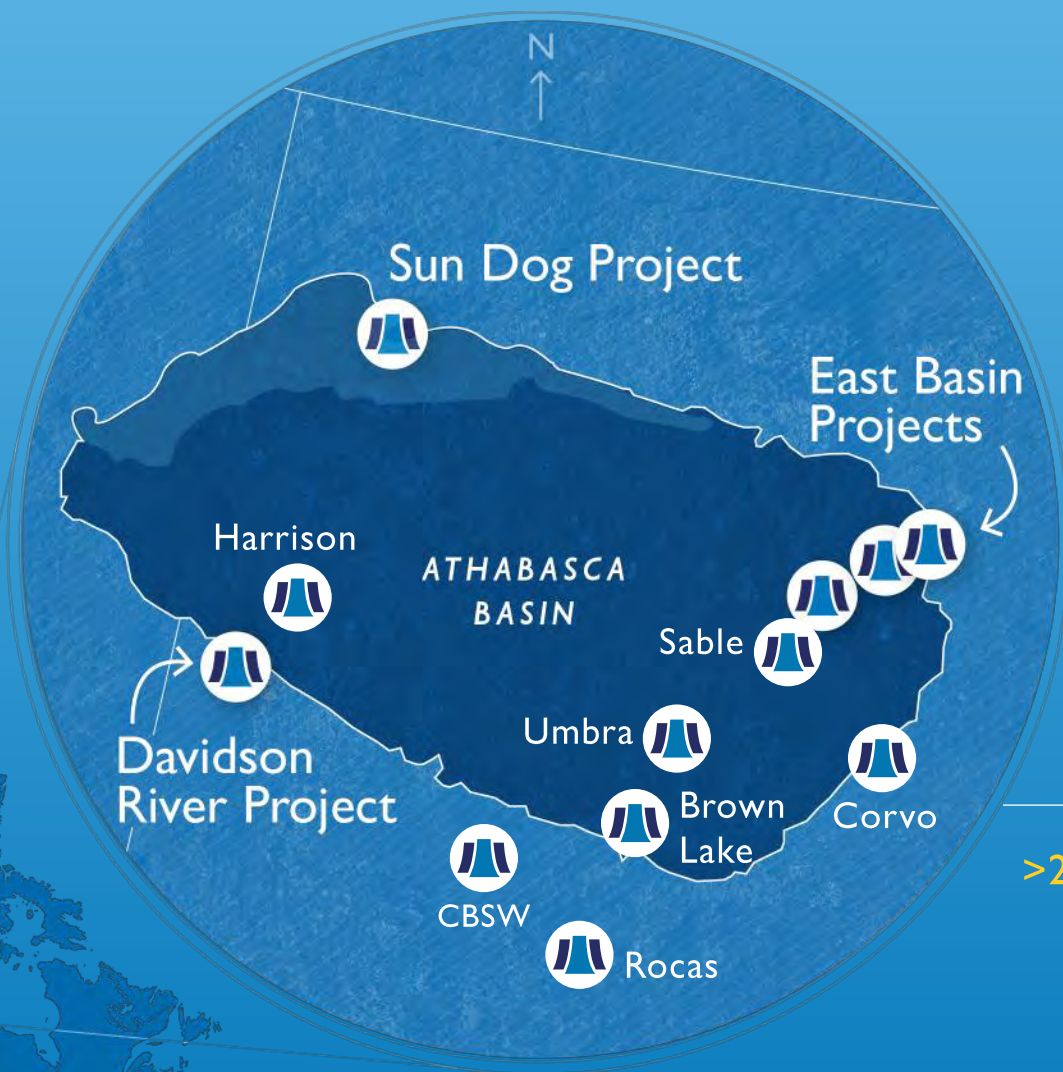 N
Sun Dog Project
East Basin
Projects
Harrison
ATHABASCA
BASIN
Sable
Umbra
Davidson
River Project
Brown
Lake
Corvo
>2
CBSW
Rocas